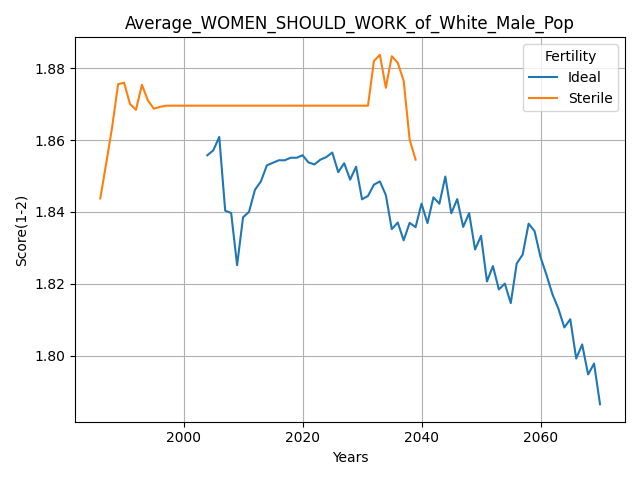 Average_WOMEN_SHOULD_WORK_of_White_Male_Pop
Score(1-2)
1.88
1.86
1.84
1.82
1.80
Fertility
Ideal
Sterile
2000
2020
2040
2060
Years